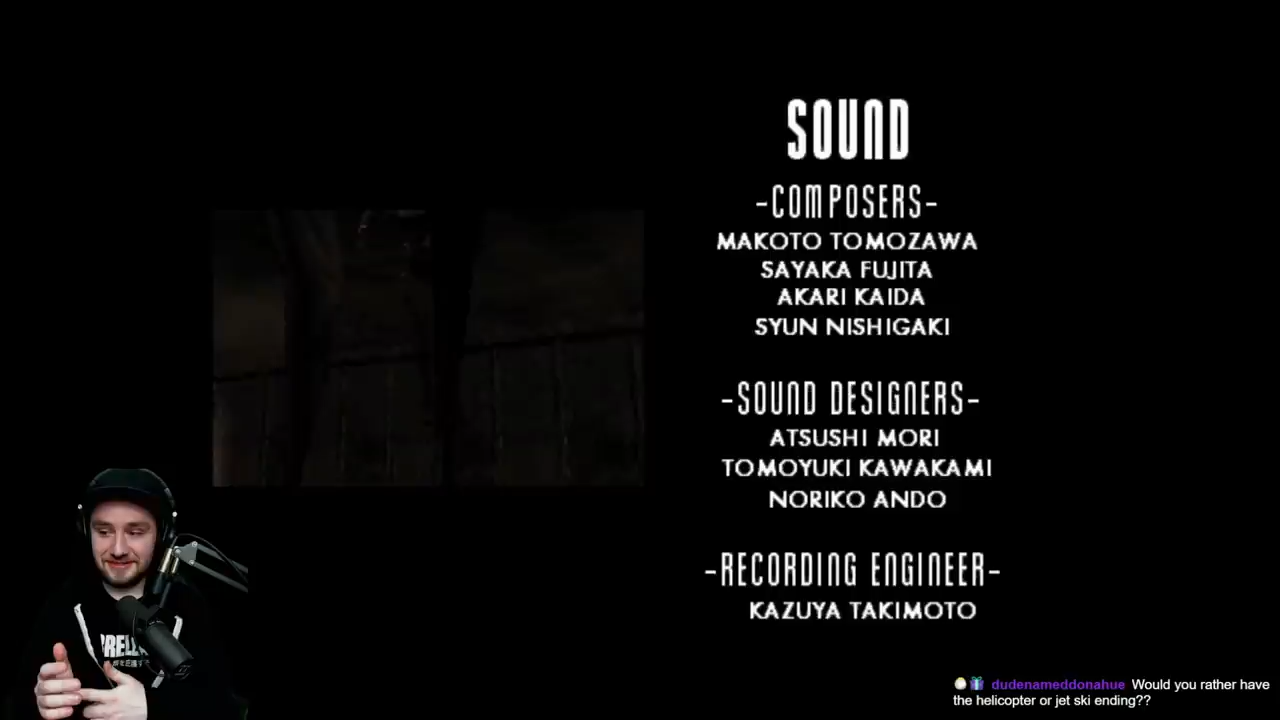 SOUND
-COMPOSERS-
MAKOTO TOMOZAWA
SAYAKA FUJITA
AKARI KAIDA
SYUN NISHIGAKI
-SOUND DESIGNERS-
ATSUSHI MORI
TOMOYUKI KAWAKAMI
NORIKO ANDO
-RECORDING ENGINEER-
KAZUYA TAKIMOTO
dudenameddonahue Would you rather have
the helicopter or jet ski ending??